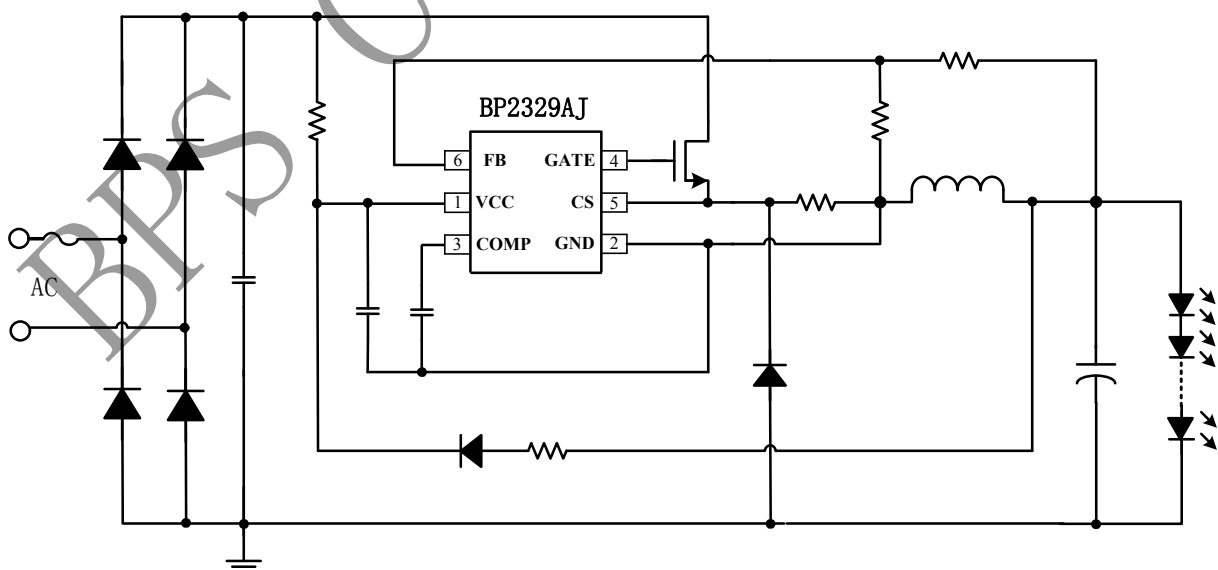 BP2329AJ
6 FB GATE 4
1 VCC CS 5
3 COMP GND 2
AC
BPS C